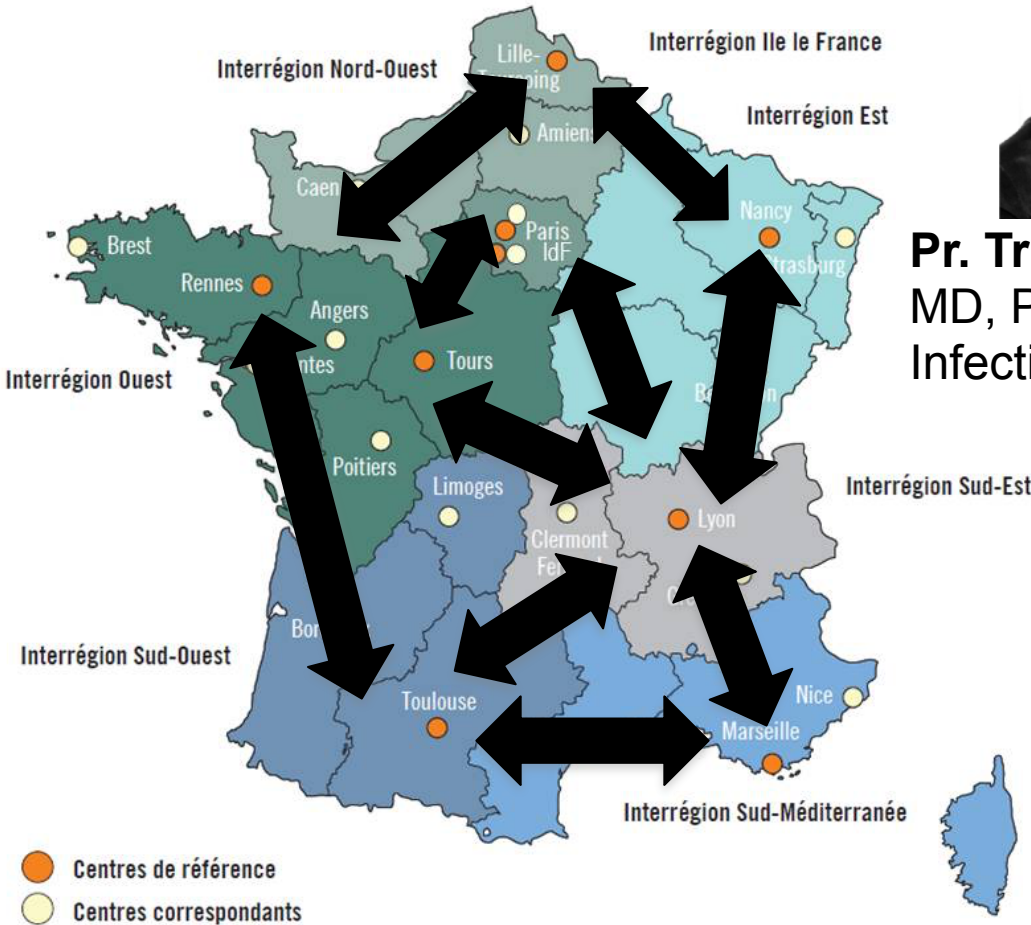 Interrégion Ile le France
Interrégion Nord-Ouest
Lille-
Interrégion Est
Amiens
Caen
Nancy
Paris
IdF
Brest
Strasburg
Pr. Tr
MD, P
Infecti
Rennes
Angers
Tours
Interrégion Ouest
Poitiers
Limoges
Interrégion Sud-Est
Lyon
Clermont
Interrégion Sud-Ouest
Toulouse
Nice
Marseille
Interrégion Sud-Méditerranée
Centres de référence
Centres correspondants